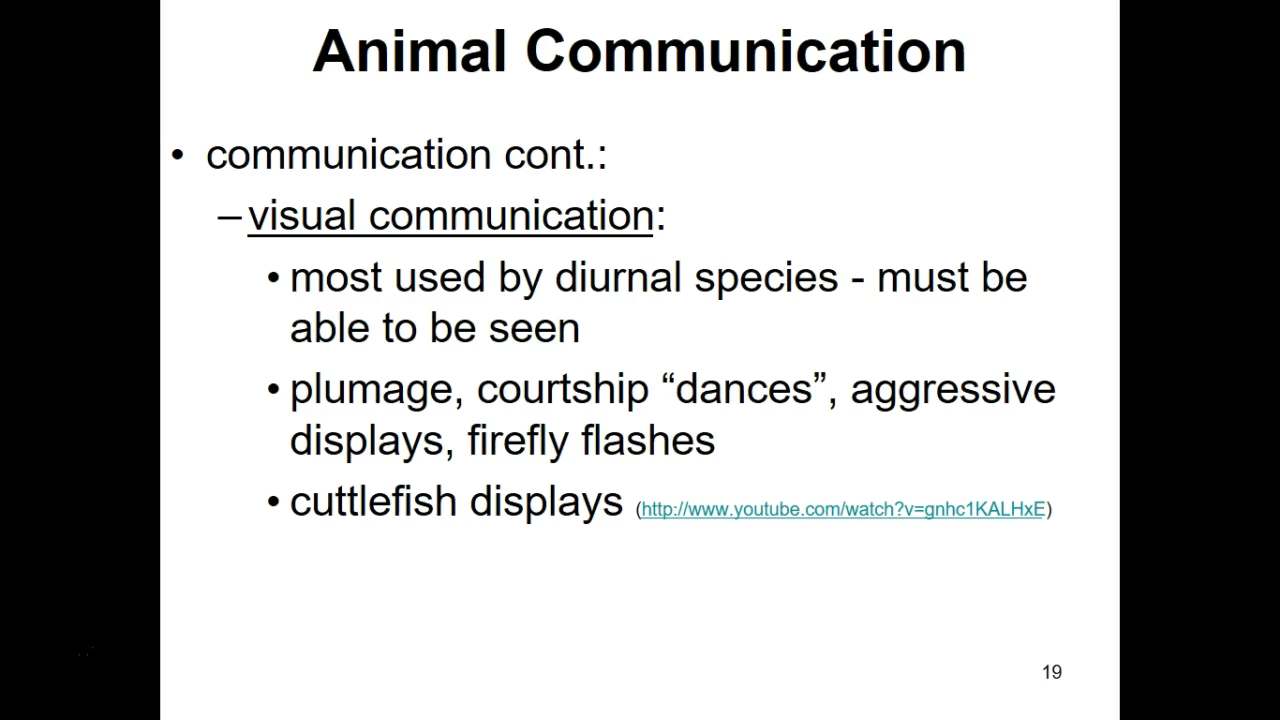 Animal Communication
• communication cont.:
–visual communication:
• most used by diurnal species - must be
able to be seen
• plumage, courtship “dances”, aggressive
displays, firefly flashes
• cuttlefish displays (http://www.youtube.com/watch?v=gnhc1KALHxE)
19